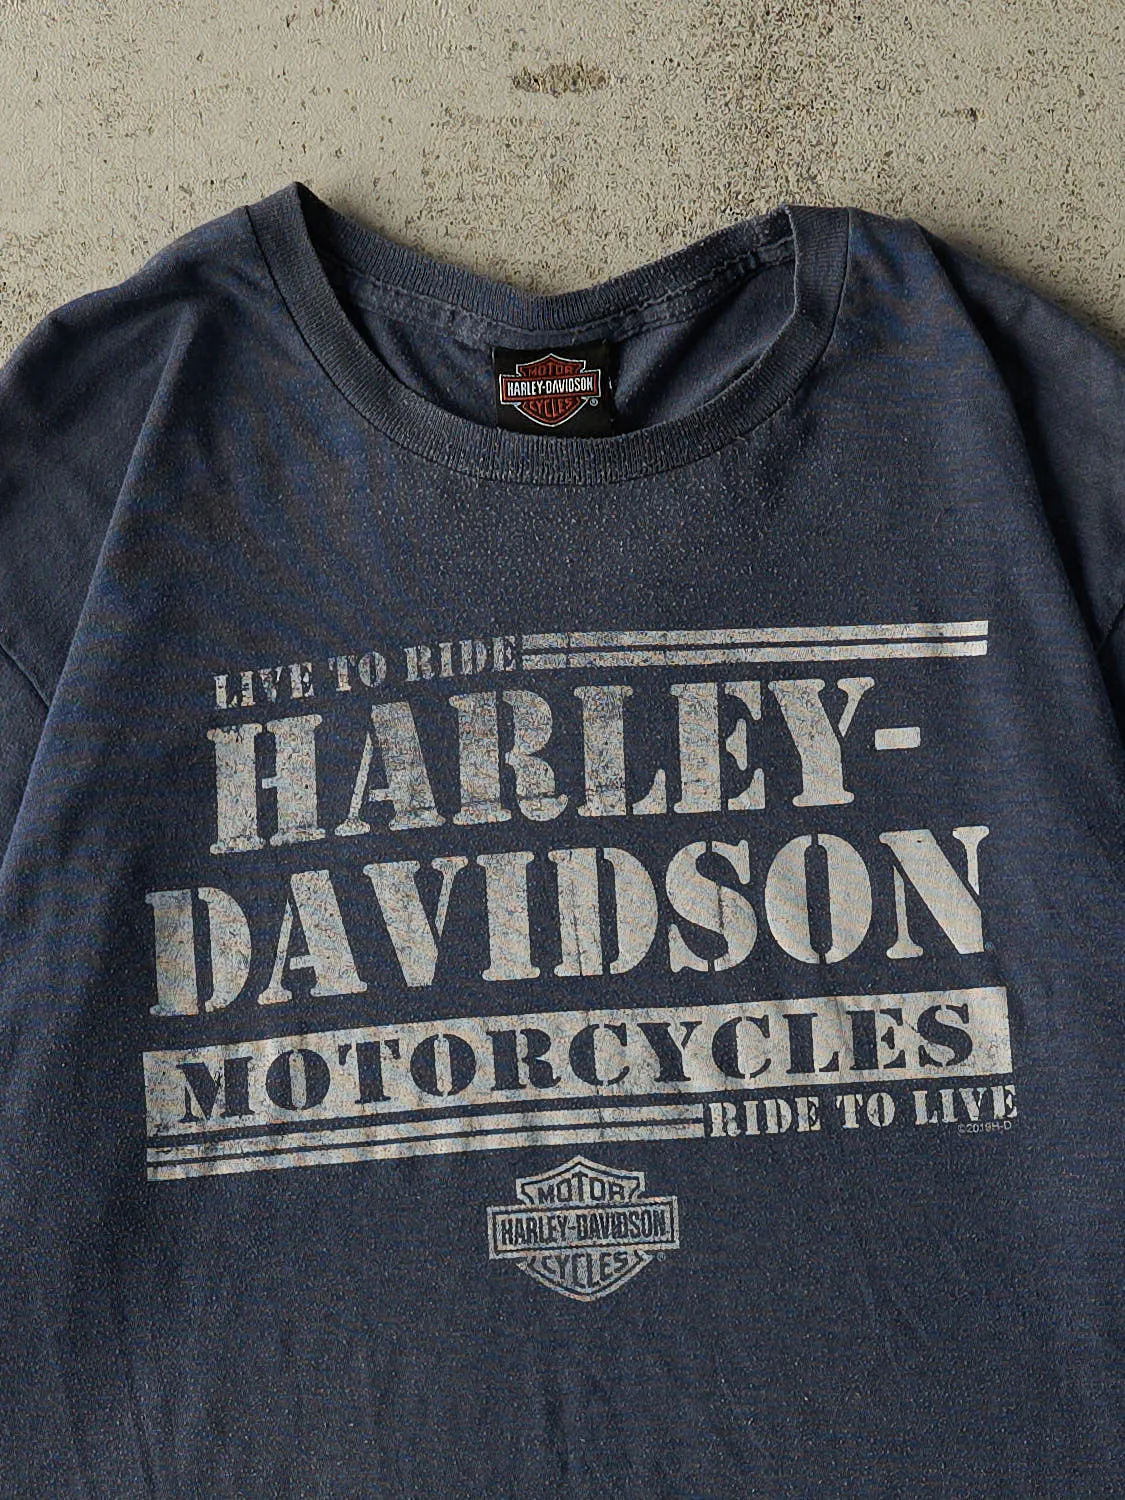 MOTOR
HARLEY-DAVIDSON
CYCLES
®
LIVE TO RIDE
HARLEY-
DAVIDSON
MOTORCYCLES
RIDE TO LIVE
©2019H-D
MOTOR
HARLEY-DAVIDSON
CYCLES
®